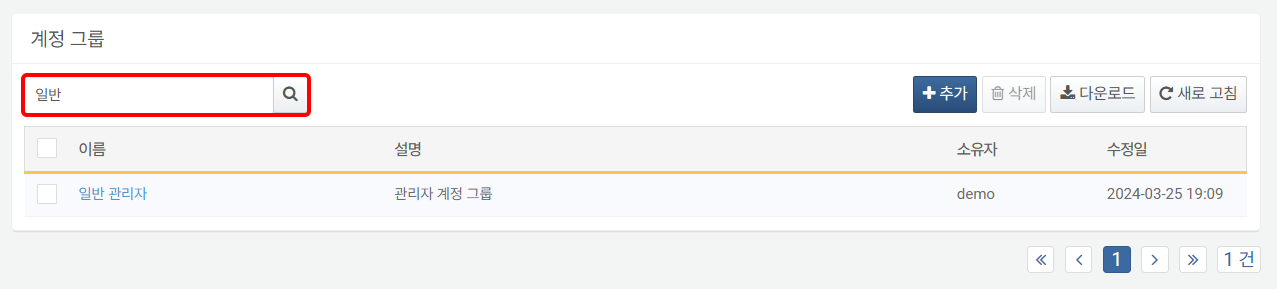 계정 그룹
일반
추가 삭제 다운로드 새로 고침
이름 설명 소유자 수정일
일반 관리자 관리자 계정 그룹 demo 2024-03-25 19:09
« ‹ 1 › » 1 건